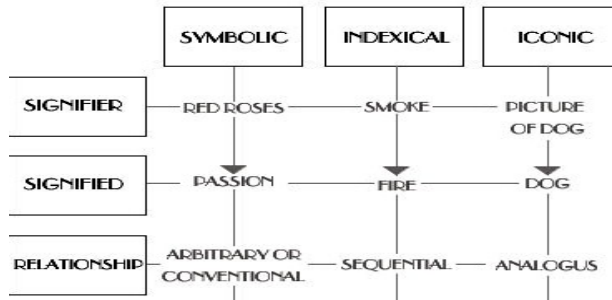 SYMBOLIC INDEXICAL ICONIC
SIGNIFIER RED ROSES SMOKE PICTURE
OF DOG
SIGNIFIED PASSION FIRE DOG
RELATIONSHIP ARBITRARY OR SEQUENTIAL ANALOGUS
CONVENTIONAL